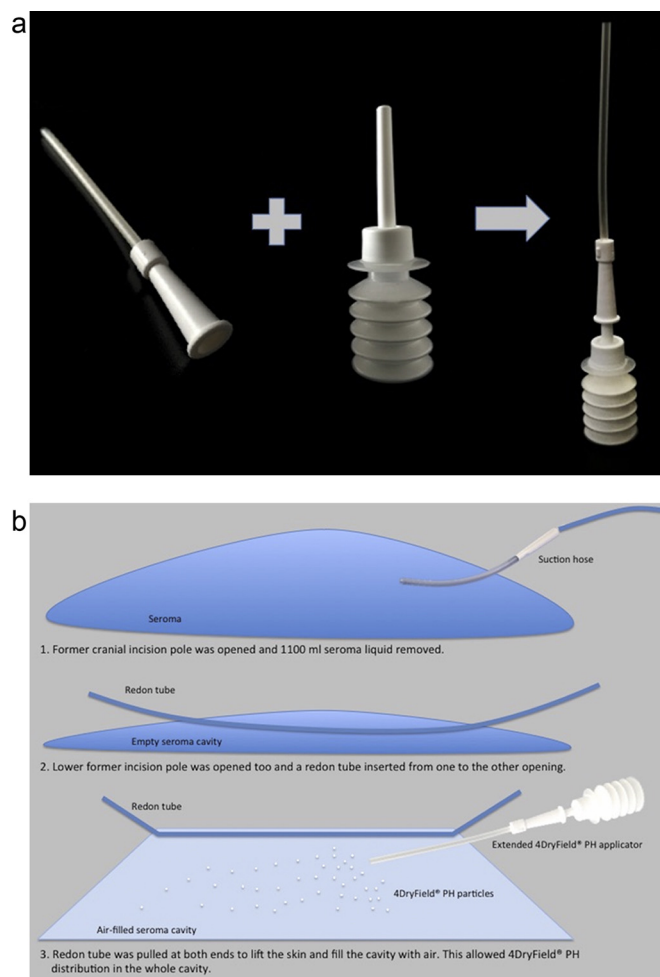 a
b
Suction hose
Seroma
1. Former cranial incision pole was opened and 1100 ml seroma liquid removed.
Redon tube
Empty seroma cavity
2. Lower former incision pole was opened too and a redon tube inserted from one to the other opening.
Redon tube
Extended 4DryField® PH applicator
4DryField® PH particles
Air-filled seroma cavity
3. Redon tube was pulled at both ends to lift the skin and fill the cavity with air. This allowed 4DryField® PH
distribution in the whole cavity.